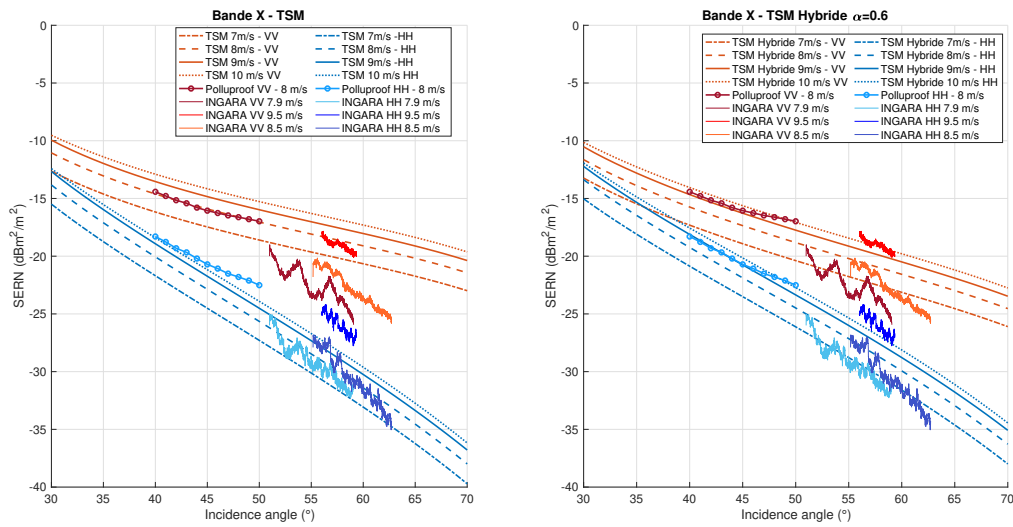 Bande X - TSM
SERN (dBm²/m²)
0
-5
-10
-15
-20
-25
-30
-35
-40
30
35
40
45
50
55
60
65
70
Incidence angle (°)
TSM 7m/s - VV
TSM 8m/s - VV
TSM 9m/s - VV
TSM 10 m/s VV
Polluproof VV - 8 m/s
INGARA VV 7.9 m/s
INGARA VV 9.5 m/s
INGARA VV 8.5 m/s
TSM 7m/s -HH
TSM 8m/s - HH
TSM 9m/s -HH
TSM 10 m/s HH
Polluproof HH - 8 m/s
INGARA HH 7.9 m/s
INGARA HH 9.5 m/s
INGARA HH 8.5 m/s
Bande X - TSM Hybride α=0.6
SERN (dBm²/m²)
0
-5
-10
-15
-20
-25
-30
-35
-40
30
35
40
45
50
55
60
65
70
Incidence angle (°)
TSM Hybride 7m/s - VV
TSM Hybride 8m/s - VV
TSM Hybride 9m/s - VV
TSM Hybride 10 m/s VV
Polluproof VV - 8 m/s
INGARA VV 7.9 m/s
INGARA VV 9.5 m/s
INGARA VV 8.5 m/s
TSM Hybride 7m/s -HH
TSM Hybride 8m/s - HH
TSM Hybride 9m/s -HH
TSM Hybride 10 m/s HH
Polluproof HH - 8 m/s
INGARA HH 7.9 m/s
INGARA HH 9.5 m/s
INGARA HH 8.5 m/s